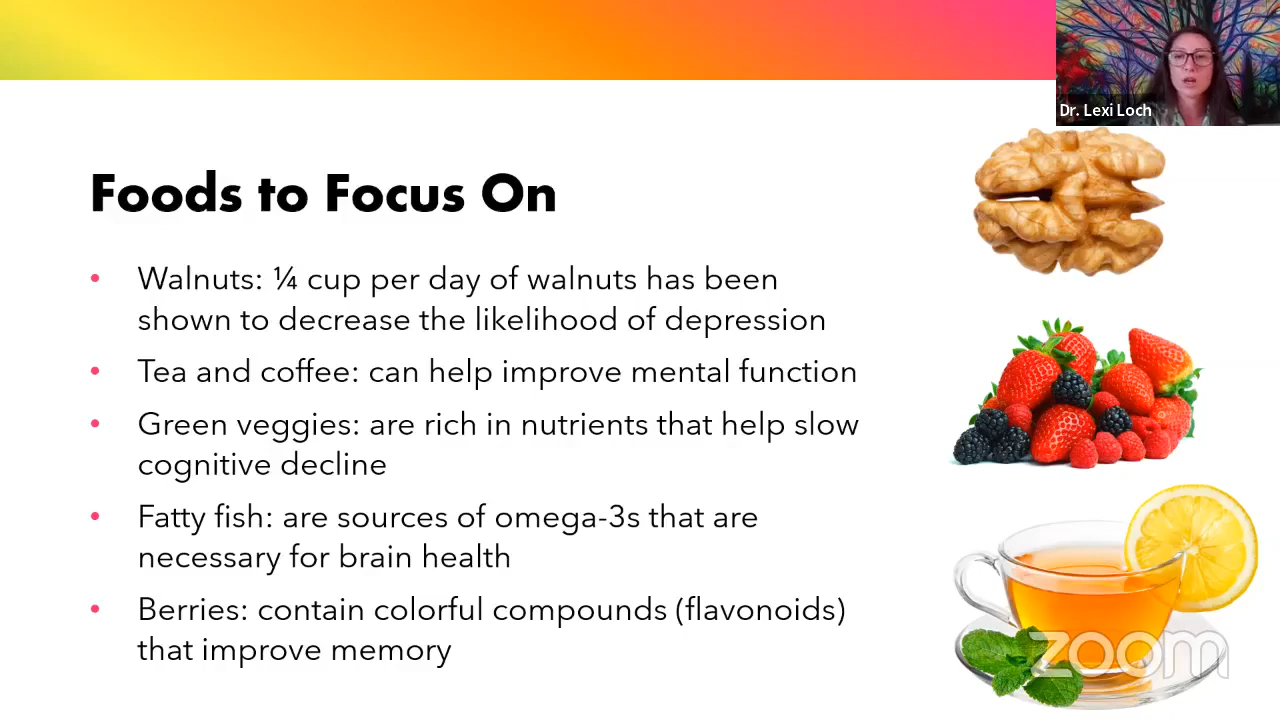 Dr. Lexi Loch
Foods to Focus On
• Walnuts: ¼ cup per day of walnuts has been
shown to decrease the likelihood of depression
• Tea and coffee: can help improve mental function
• Green veggies: are rich in nutrients that help slow
cognitive decline
• Fatty fish: are sources of omega-3s that are
necessary for brain health
• Berries: contain colorful compounds (flavonoids)
that improve memory
zoom